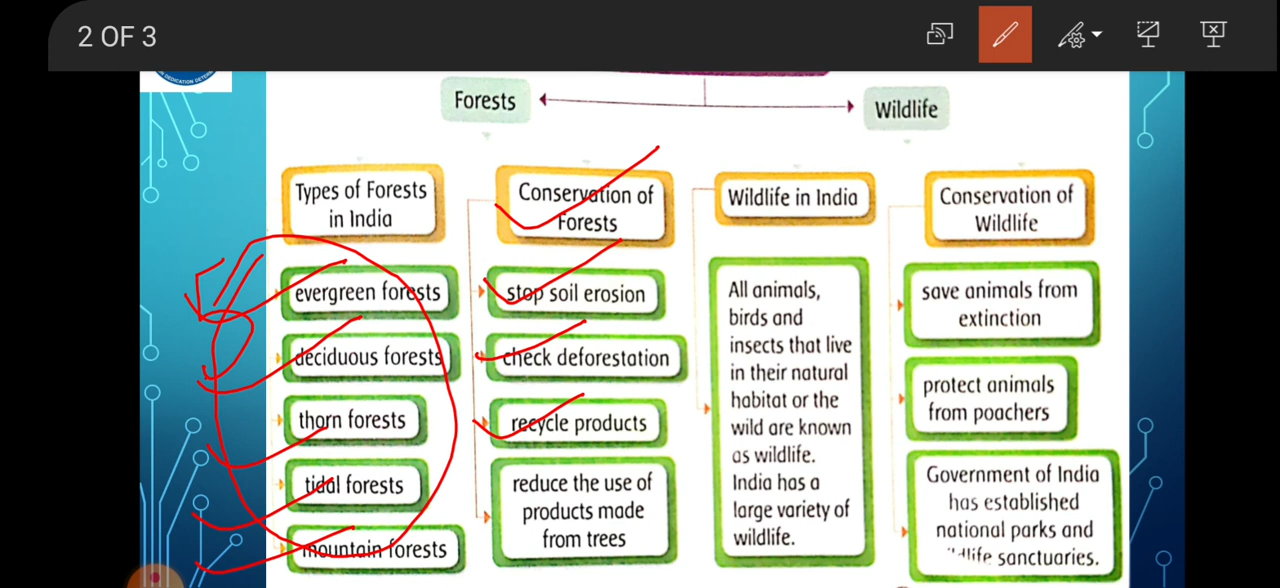 2 OF 3
DEDICATION
Forests
Wildlife
Types of Forests
in India
evergreen forests
deciduous forests
thorn forests
tidal forests
mountain forests
Conservation of
Forests
stop soil erosion
check deforestation
recycle products
reduce the use of
products made
from trees
Wildlife in India
All animals,
birds and
insects that live
in their natural
habitat or the
wild are known
as wildlife.
India has a
large variety of
wildlife.
Conservation of
Wildlife
save animals from
extinction
protect animals
from poachers
Government of India
has established
national parks and
sanctuaries.